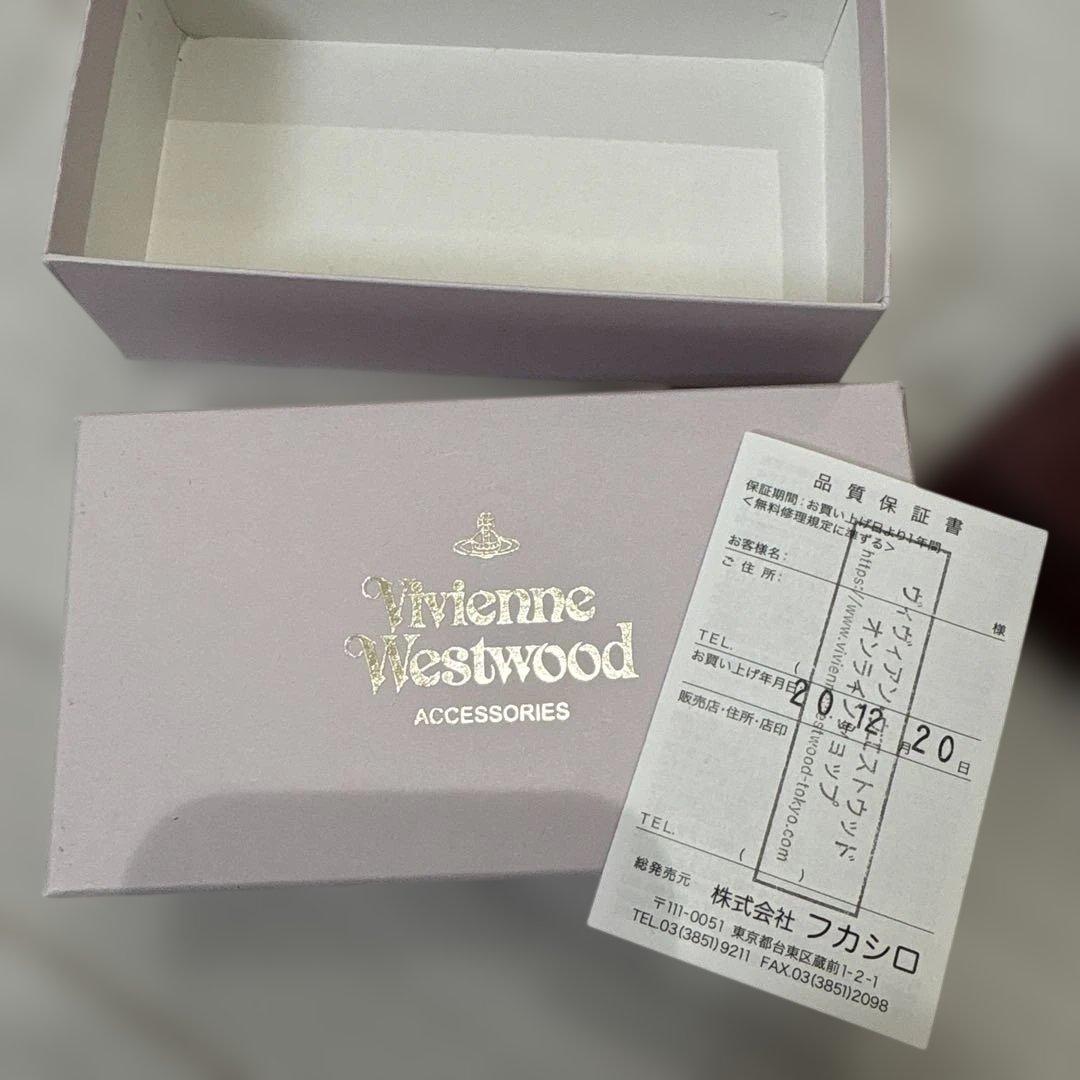 Vivienne
Westwood
ACCESSORIES
品質保証書
保証期間:お買い上げ日より1年間
<無料修理規定に準ずる>
お客様名:
様
ご住所:
TEL. (
お買い上げ年月日 20 年 12 月 20 日
販売店・住所・店印
ヴィヴィアン・ウエストウッド
オンラインショップ
https://www.viviennewestwood-tokyo.com
TEL. ( )
総発売元 株式会社 フカシロ
〒111-0051 東京都台東区蔵前1-2-1
TEL.03(3851)9211 FAX.03(3851)2098